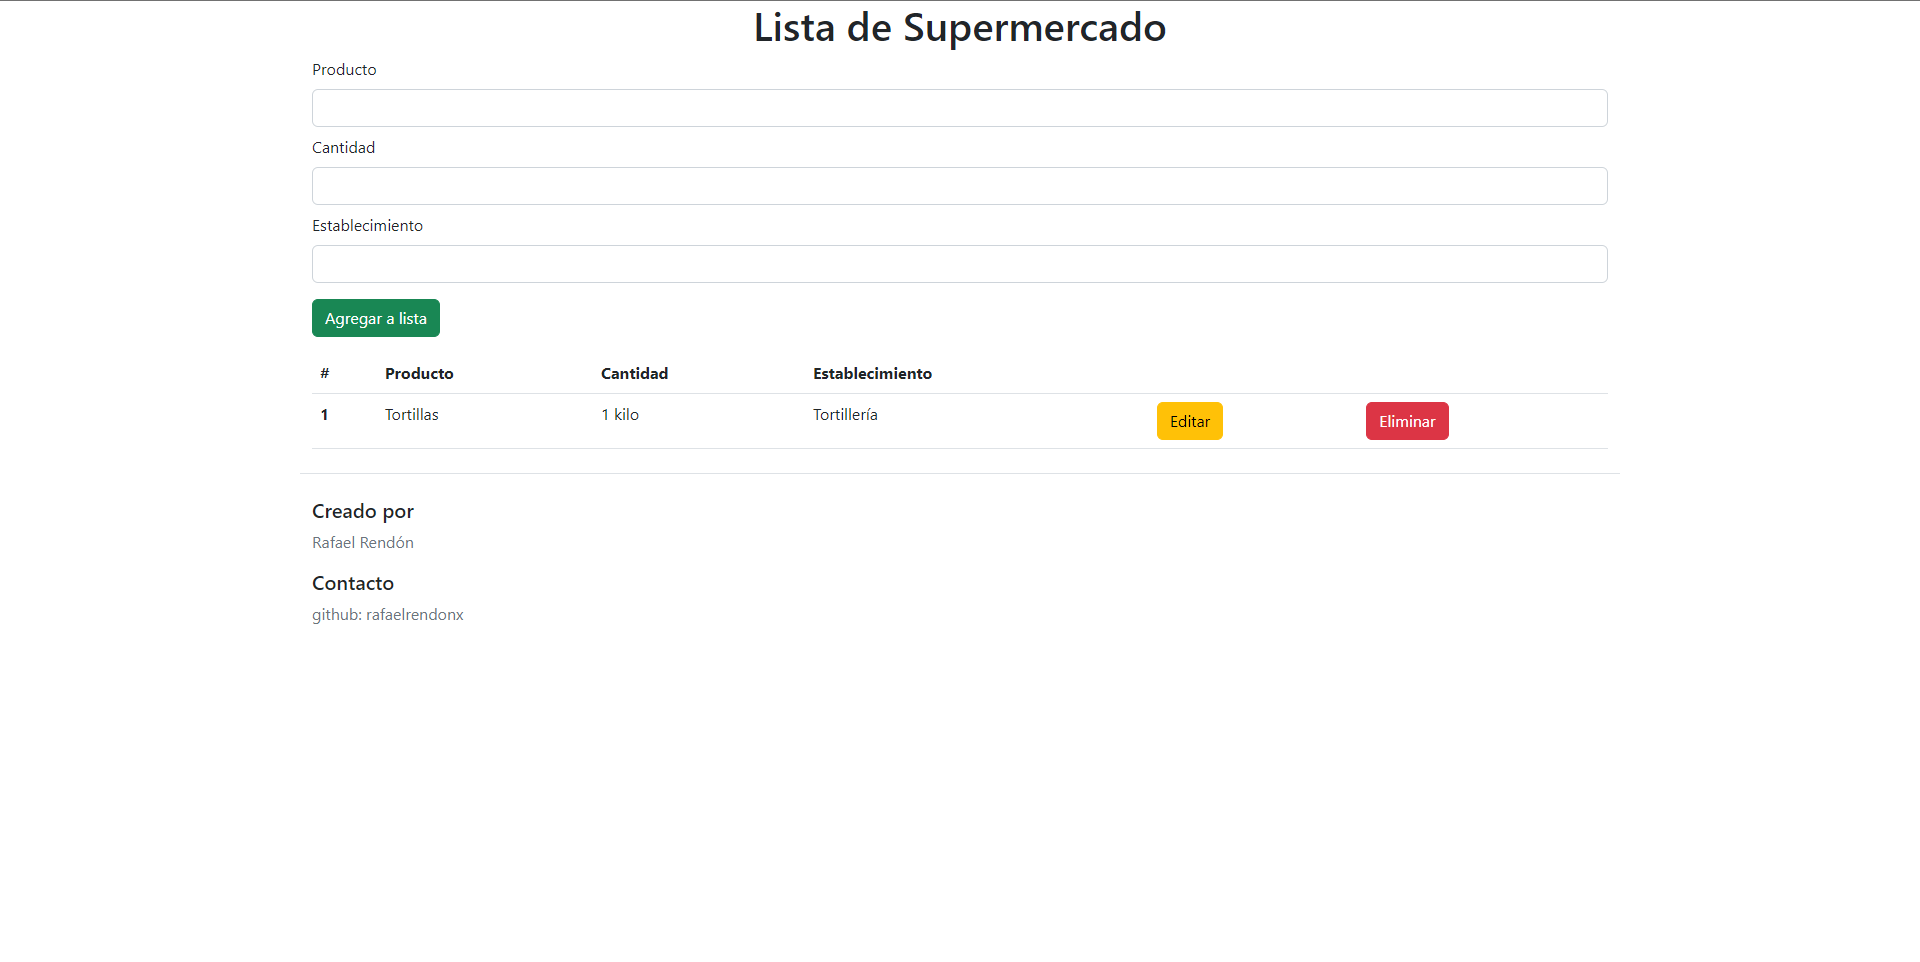 Lista de Supermercado
Producto
Cantidad
Establecimiento
Agregar a lista
# Producto Cantidad Establecimiento
1 Tortillas 1 kilo Tortillería Editar Eliminar
Creado por
Rafael Rendón
Contacto
github: rafaelrendonx